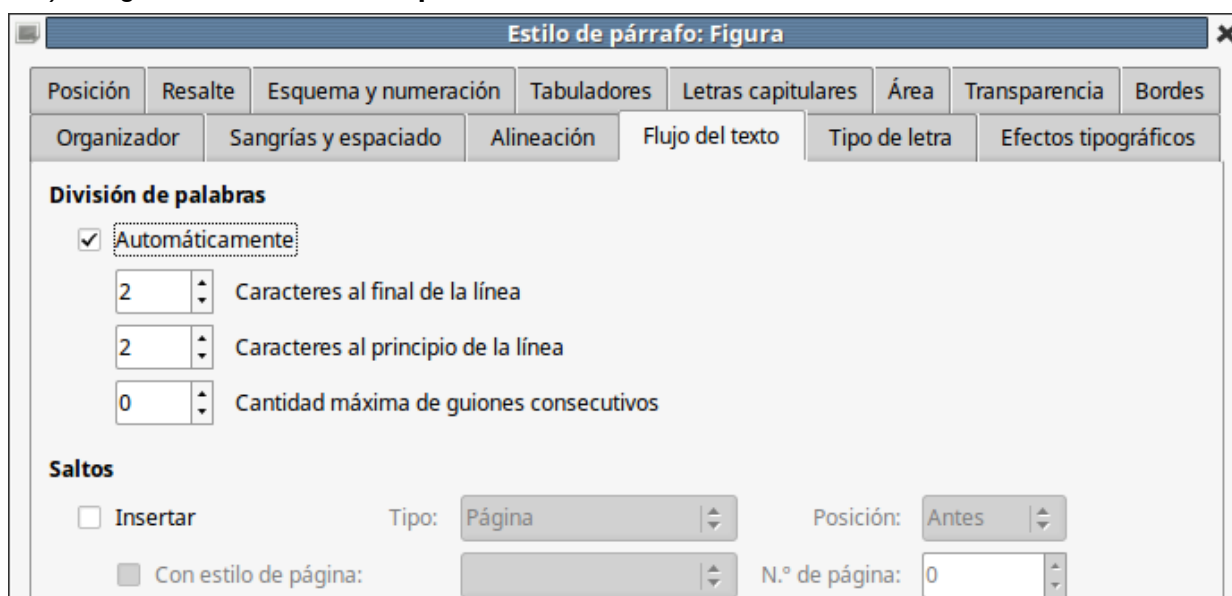 Estilo de párrafo: Figura
Posición Resalte Esquema y numeración Tabuladores Letras capitulares Área Transparencia Bordes
Organizador Sangrías y espaciado Alineación Flujo del texto Tipo de letra Efectos tipográficos
División de palabras
Automáticamente
2 Caracteres al final de la línea
2 Caracteres al principio de la línea
0 Cantidad máxima de guiones consecutivos
Saltos
Insertar Tipo: Página Posición: Antes
Con estilo de página: N.º de página: 0